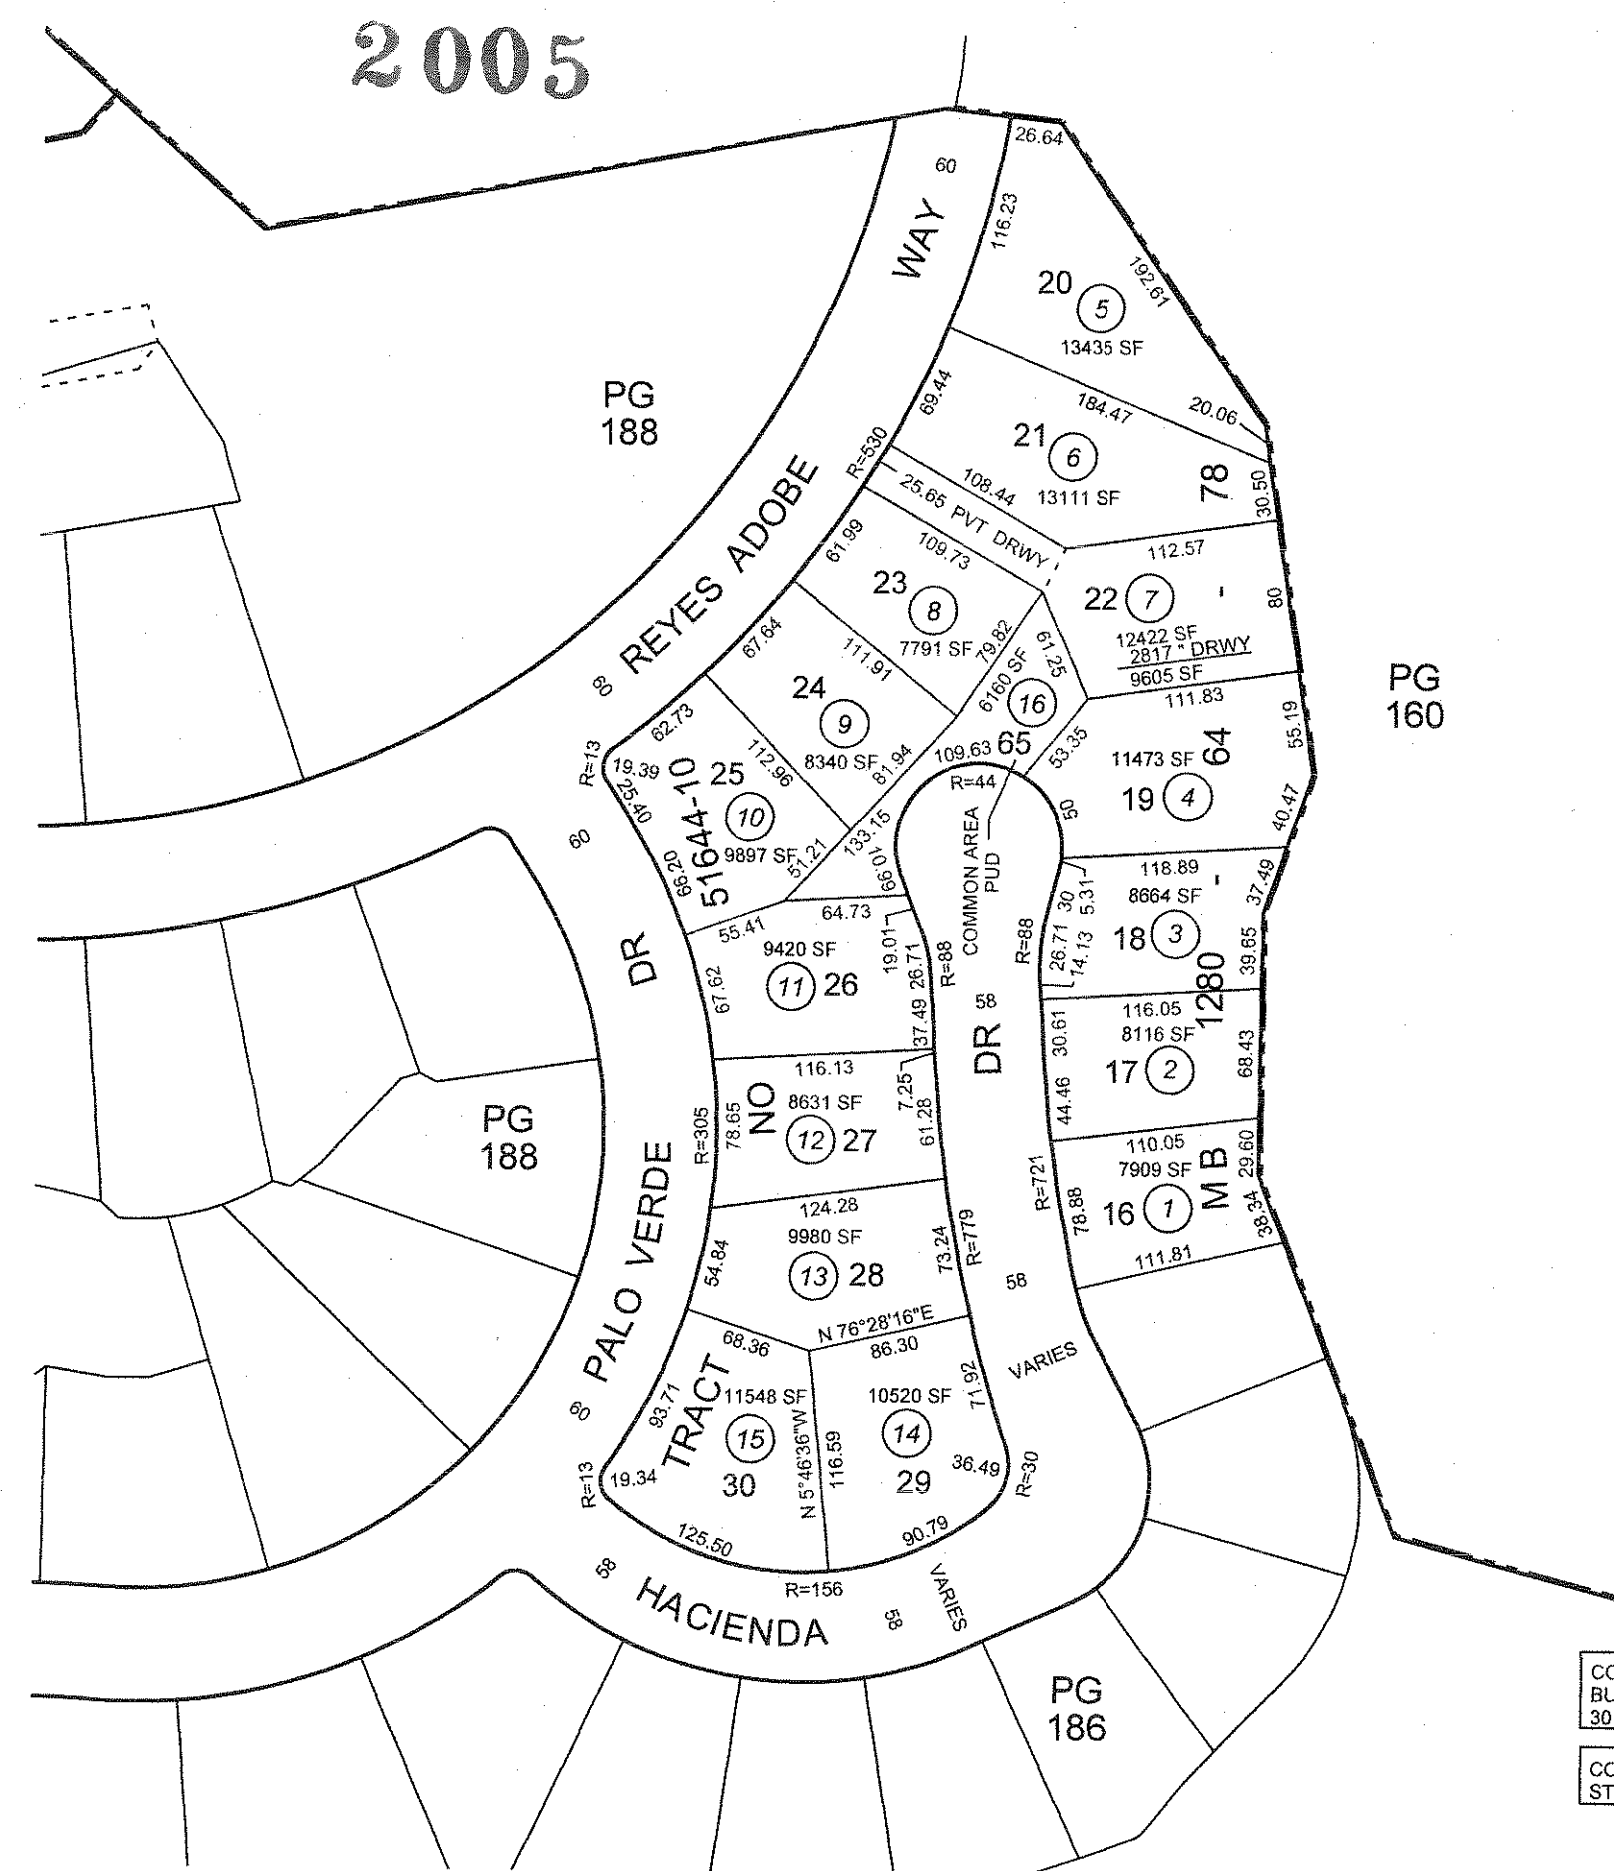 2005
26.64
60
WAY
116.23
192.61
20
5
13435 SF
PG
188
69.44
184.47
20.06
21
6
13111 SF
78
30.50
R=530
108.44
25.65 PVT DRWY
112.57
REYES ADOBE
60
61.99
109.73
23
8
7791 SF
79.82
22
7
12422 SF
2817 " DRWY
9605 SF
80
111.83
PG
160
67.64
111.91
24
9
8340 SF
81.94
6160 SF
16
61.25
65
109.63
53.35
62.73
R=13
19.39
25.40
112.96
25
10
9897 SF
51.21
133.15
66.01
66.20
51644-10
R=44
50
11473 SF
19
4
64
55.19
40.47
118.89
8664 SF
18
3
37.49
39.65
30
5.31
26.71
14.13
R=88
COMMON AREA
PUD
60
DR
55.41
64.73
19.01
26.71
R=88
9420 SF
11
26
67.62
37.49
58
DR
116.05
1280
8116 SF
17
2
30.61
44.46
68.43
116.13
NO
8631 SF
12
27
7.25
61.28
78.65
R=305
PG
188
110.05
7909 SF
16
1
M B
29.60
38.34
R=721
78.88
111.81
124.28
9980 SF
13
28
54.84
73.24
R=779
58
PALO VERDE
N 76°28'16"E
68.36
86.30
VARIES
TRACT
11548 SF
15
30
93.71
N 5°46'36"W
116.59
10520 SF
14
29
71.92
36.49
R=30
60
R=13
19.34
125.50
90.79
R=156
58
HACIENDA
58
VARIES
PG
186
CO
BU
30
CO
ST